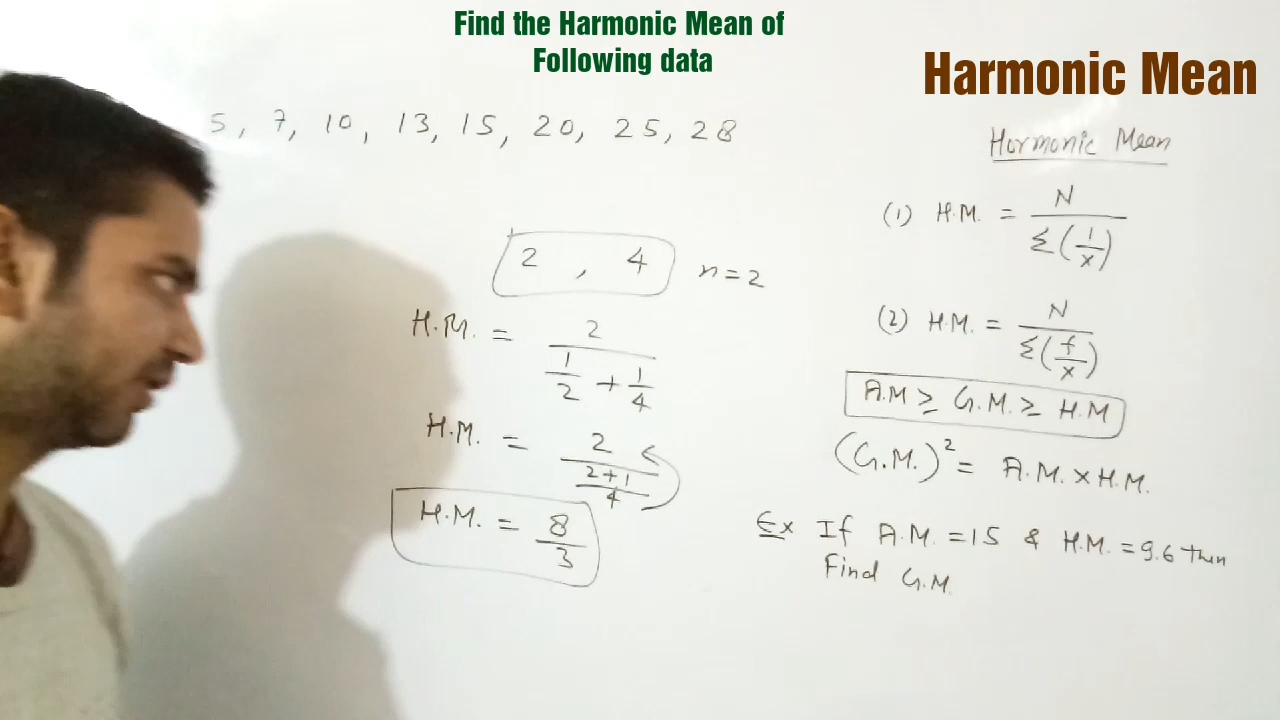 Find the Harmonic Mean of
Following data
Harmonic Mean
5, 7, 10, 13, 15, 20, 25, 28
2 , 4 n=2
H.M. = 2 / (1/2 + 1/4)
H.M. = 2 / ((2+1)/4)
H.M. = 8/3
Harmonic Mean
(1) H.M. = N / Σ(1/x)
(2) H.M. = N / Σ(f/x)
A.M ≥ G.M. ≥ H.M
(G.M.)² = A.M. × H.M.
Ex If A.M. = 15 & H.M. = 9.6 then
Find G.M.